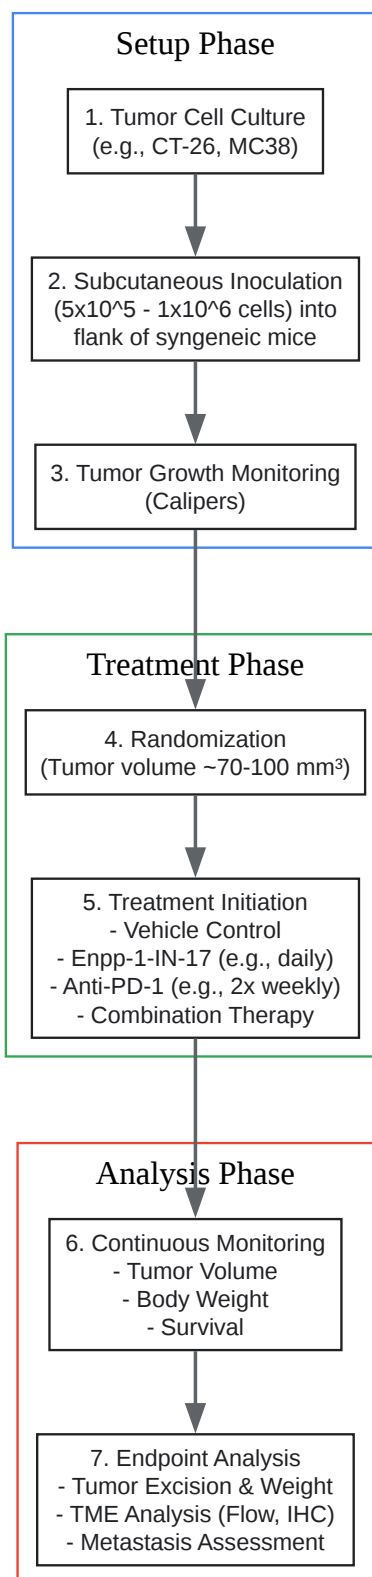 Setup Phase
1. Tumor Cell Culture
(e.g., CT-26, MC38)
2. Subcutaneous Inoculation
(5x10^5 - 1x10^6 cells) into
flank of syngeneic mice
3. Tumor Growth Monitoring
(Calipers)
Treatment Phase
4. Randomization
(Tumor volume ~70-100 mm³)
5. Treatment Initiation
- Vehicle Control
- Enpp-1-IN-17 (e.g., daily)
- Anti-PD-1 (e.g., 2x weekly)
- Combination Therapy
Analysis Phase
6. Continuous Monitoring
- Tumor Volume
- Body Weight
- Survival
7. Endpoint Analysis
- Tumor Excision & Weight
- TME Analysis (Flow, IHC)
- Metastasis Assessment